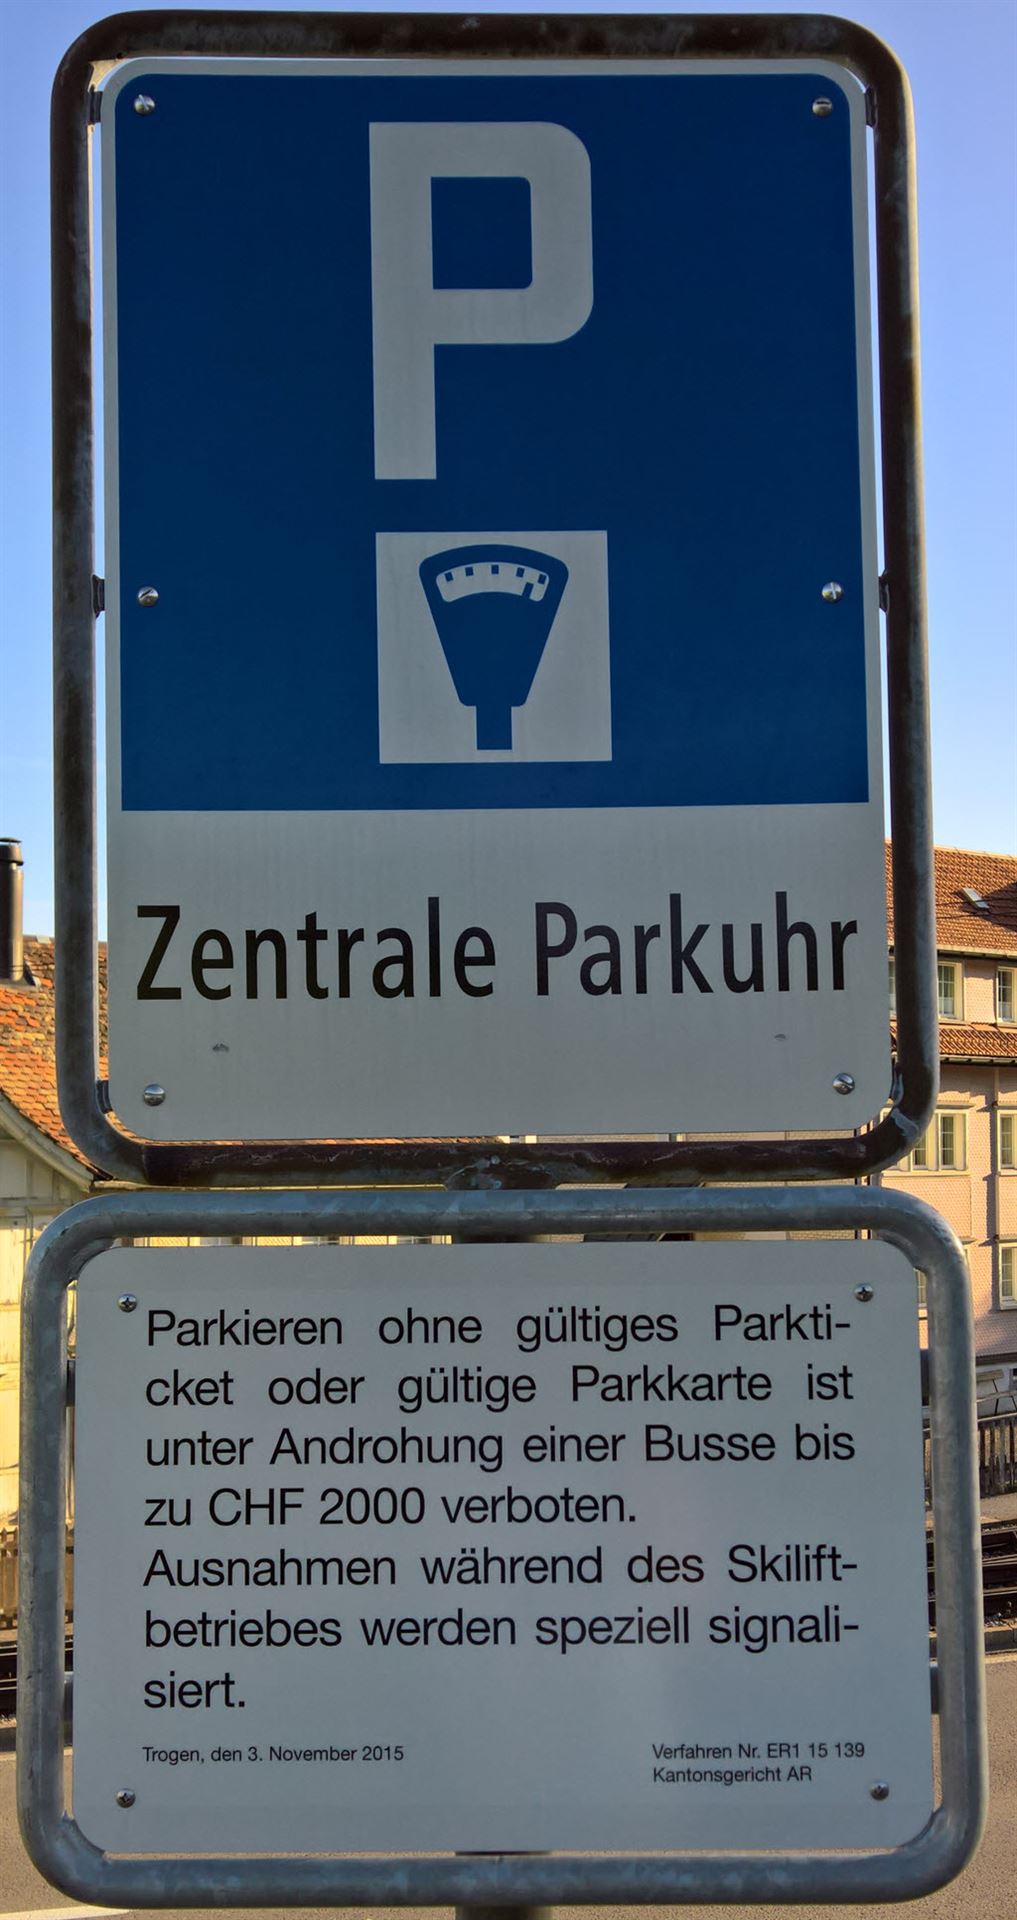 P
Zentrale Parkuhr
Parkieren ohne gültiges Parkti-
cket oder gültige Parkkarte ist
unter Androhung einer Busse bis
zu CHF 2000 verboten.
Ausnahmen während des Skilift-
betriebes werden speziell signali-
siert.
Trogen, den 3. November 2015
Verfahren Nr. ER1 15 139
Kantonsgericht AR